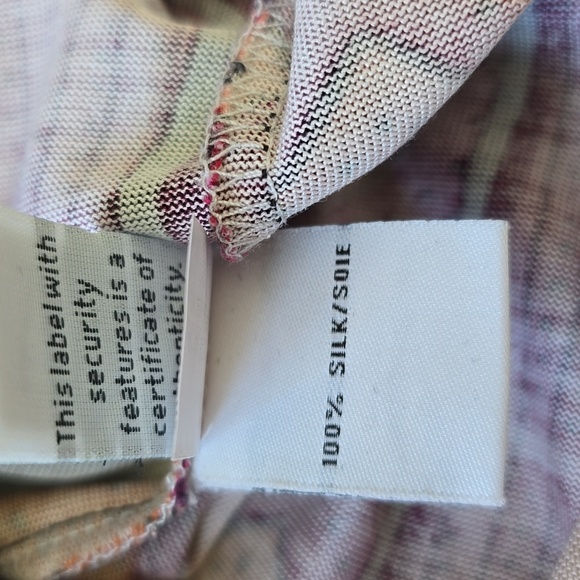 This label with
security
features is a
certificate of
100% SILK/SOIE